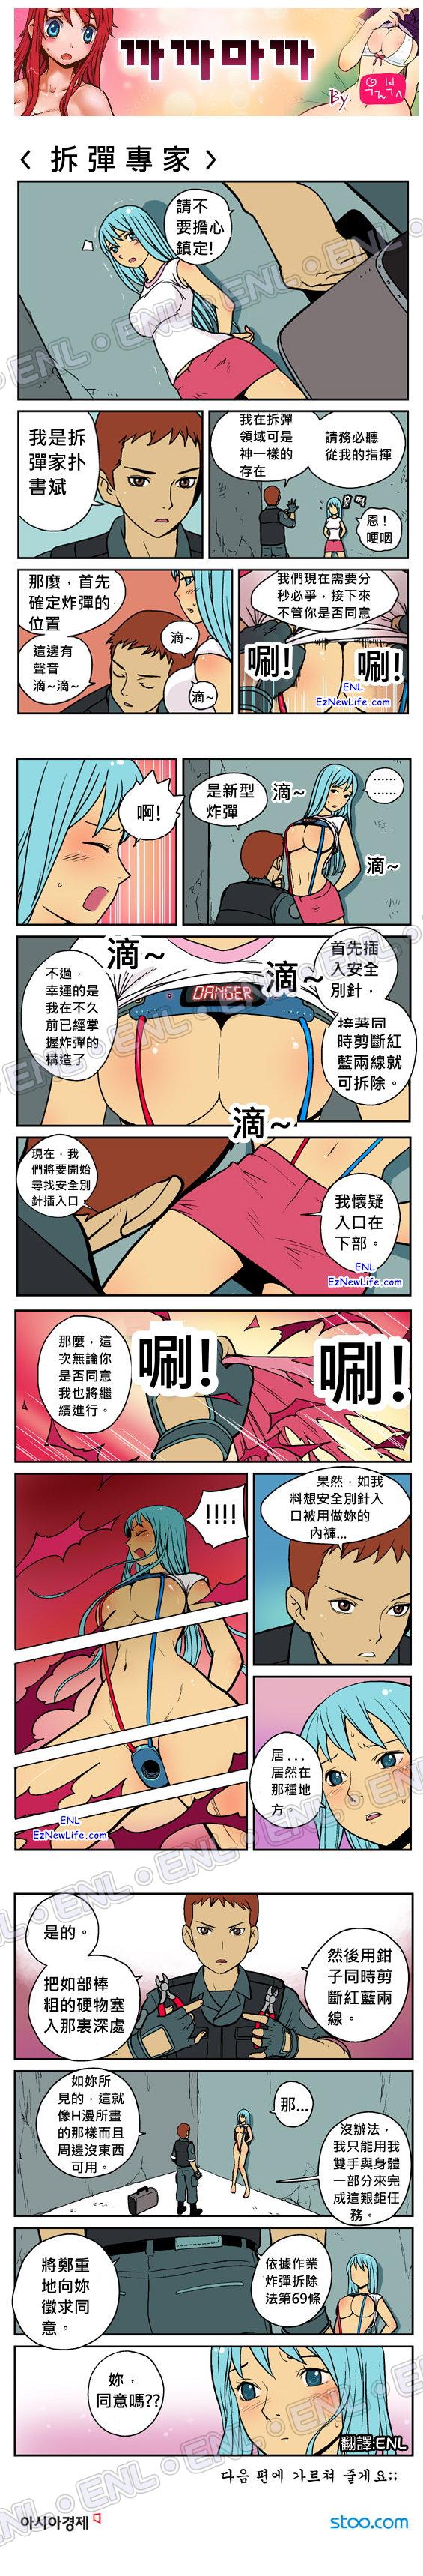 까까마까
By.
〈 拆彈專家 〉
請不
要擔心
鎮定!
我是拆
彈家扑
書斌
我在拆彈
領域可是
神一樣的
存在
請務必聽
從我的指揮
恩！
哽咽
那麼，首先
確定炸彈的
位置
這邊有
聲音
滴~滴~
滴~
滴~
我們現在需要分
秒必爭，接下來
不管你是否同意
唰!
唰!
ENL
EzNewLife.com
啊!
是新型
炸彈
滴~
……
……
滴~
不過，
幸運的是
我在不久
前已經掌
握炸彈的
構造了
滴~
DANGER
滴~
首先插
入安全
別針，
接著同
時剪斷紅
藍兩線就
可拆除。
滴~
現在，我
們將要開始
尋找安全別
針插入口。
我懷疑
入口在
下部。
ENL
EzNewLife.com
那麼，這
次無論你
是否同意
我也將繼
續進行。
唰!
唰!
!!!!
果然，如我
料想安全別針入
口被用做妳的
內褲...
居...
居然在
那種地
方。
ENL
EzNewLife.com
是的。
把如部棒
粗的硬物塞
入那裏深處
然後用鉗
子同時剪
斷紅藍兩
線。
如妳所
見的，這就
像H漫所畫
的那樣而且
周邊沒東西
可用。
那...
沒辦法，
我只能用我
雙手與身體
一部分來完
成這艱鉅任
務。
將鄭重
地向妳
徵求同
意。
依據作業
炸彈拆除
法第69條
妳，
同意嗎??
翻譯:ENL
다음 편에 가르쳐 줄게요;;
아시아경제
stoo.com